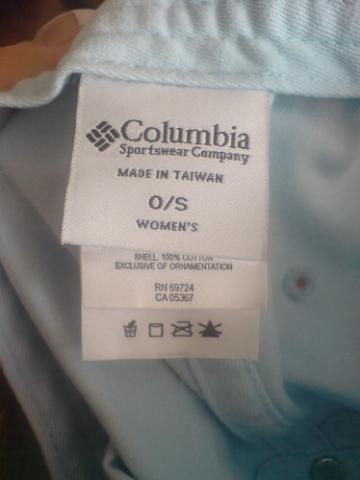 Columbia
Sportswear Company
MADE IN TAIWAN
O/S
WOMEN'S
SHELL: 100% COTTON
EXCLUSIVE OF ORNAMENTATION
RN 69724
CA 05367